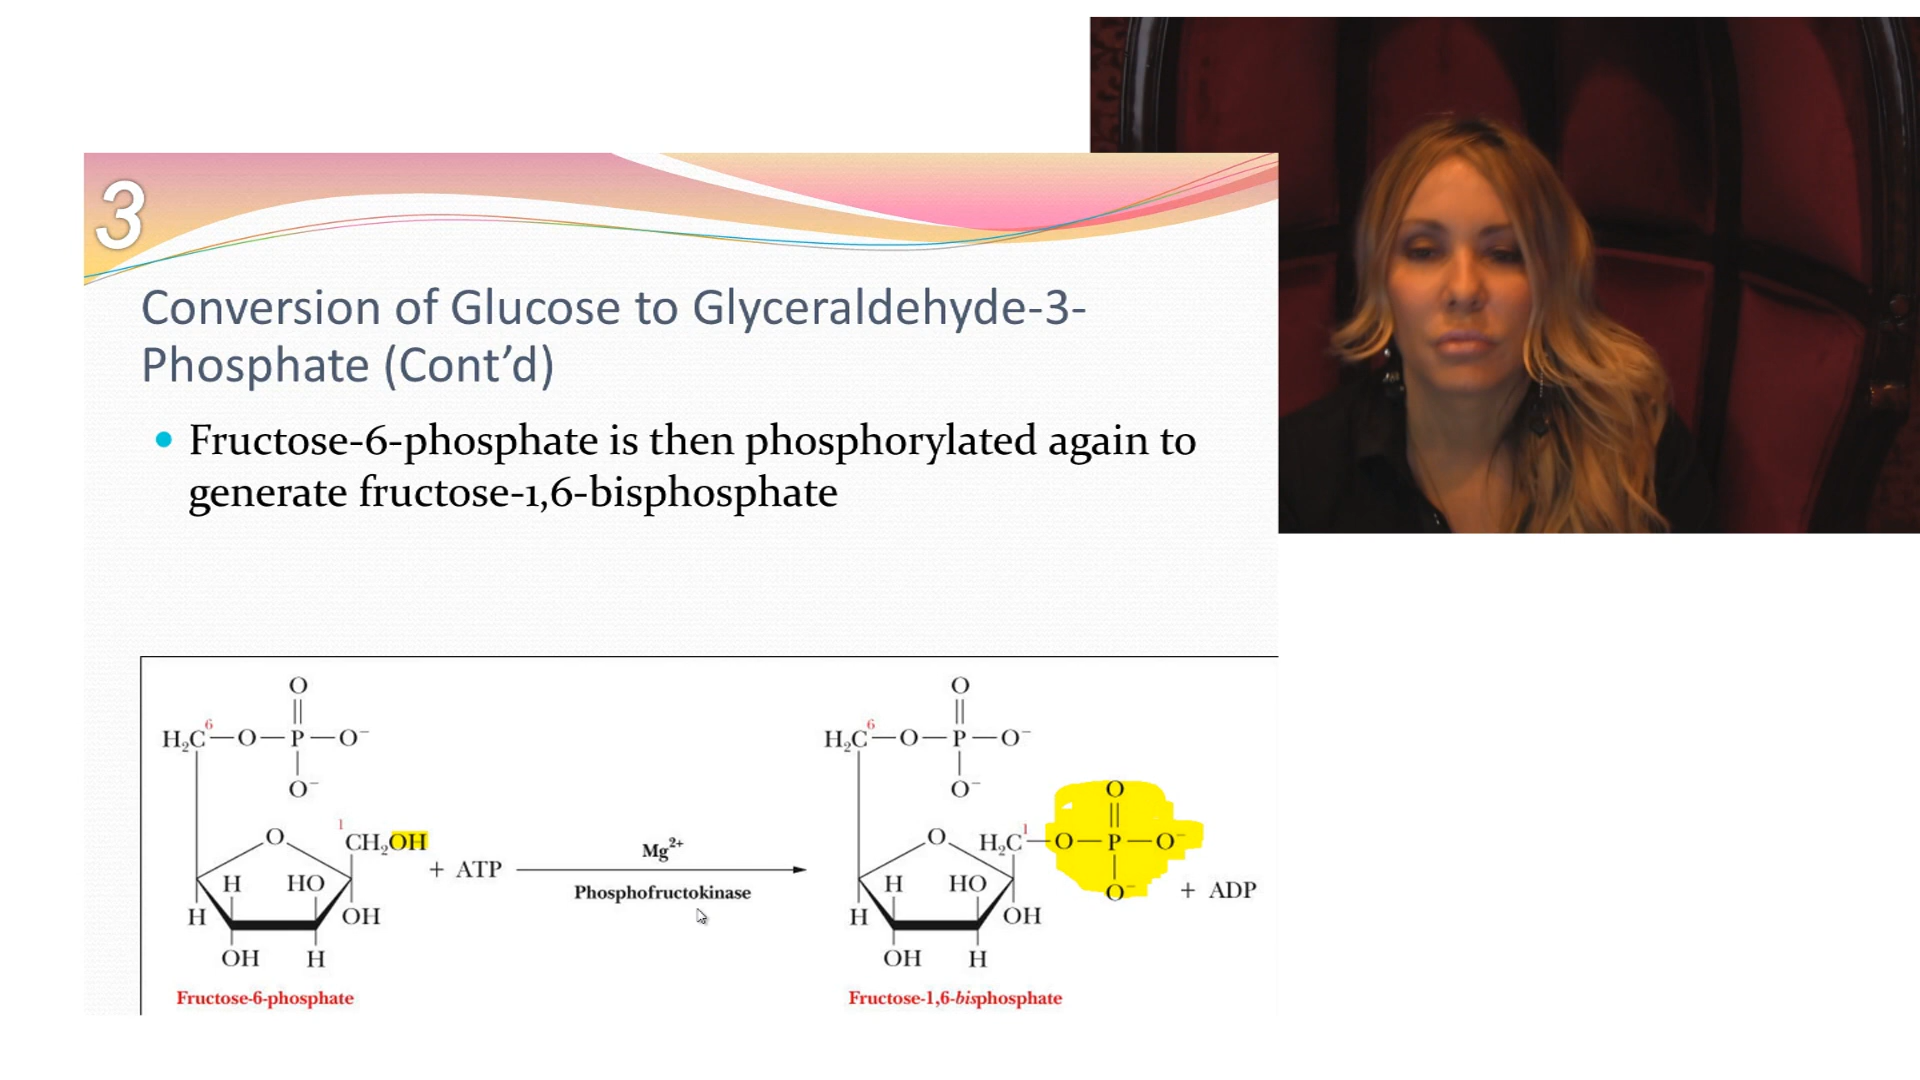 3
Conversion of Glucose to Glyceraldehyde-3-
Phosphate (Cont’d)
• Fructose-6-phosphate is then phosphorylated again to
generate fructose-1,6-bisphosphate
O
H₂C⁶—O—P—O⁻
O⁻
O
1
CH₂OH
H HO
H OH
OH H
Fructose-6-phosphate
+ ATP
Mg²⁺
Phosphofructokinase
O
H₂C⁶—O—P—O⁻
O⁻
O
O H₂C¹—O—P—O⁻
O⁻
H HO
H OH
OH H
+ ADP
Fructose-1,6-bisphosphate